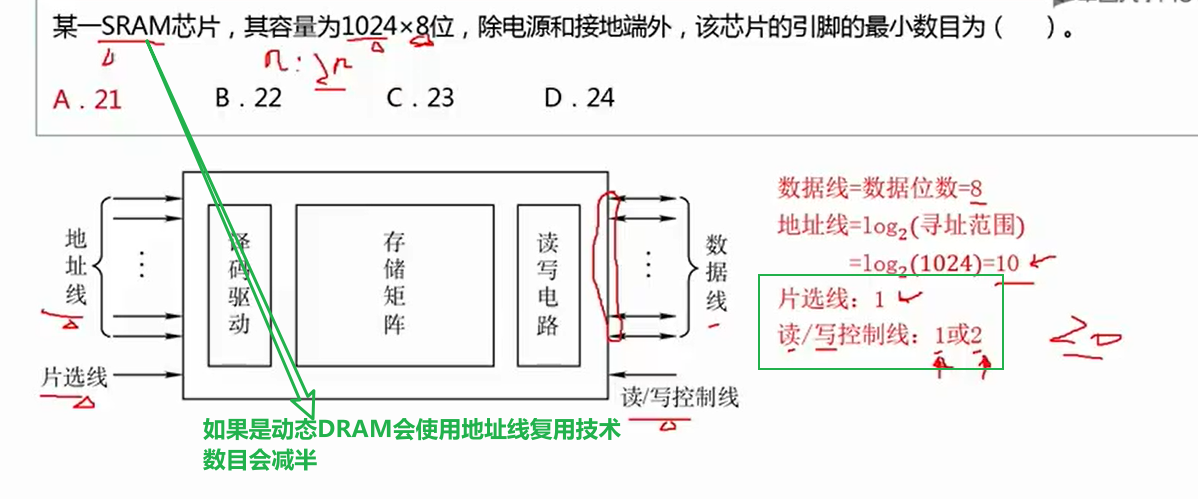 某一SRAM芯片，其容量为1024×8位，除电源和接地端外，该芯片的引脚的最小数目为（ ）。
n：2ⁿ
A．21 B．22 C．23 D．24
地址线
片选线
译码驱动
存储矩阵
读写电路
数据线
读/写控制线
数据线=数据位数=8
地址线=log₂(寻址范围)
=log₂(1024)=10
片选线：1
读/写控制线：1或2
20
如果是动态DRAM会使用地址线复用技术
数目会减半